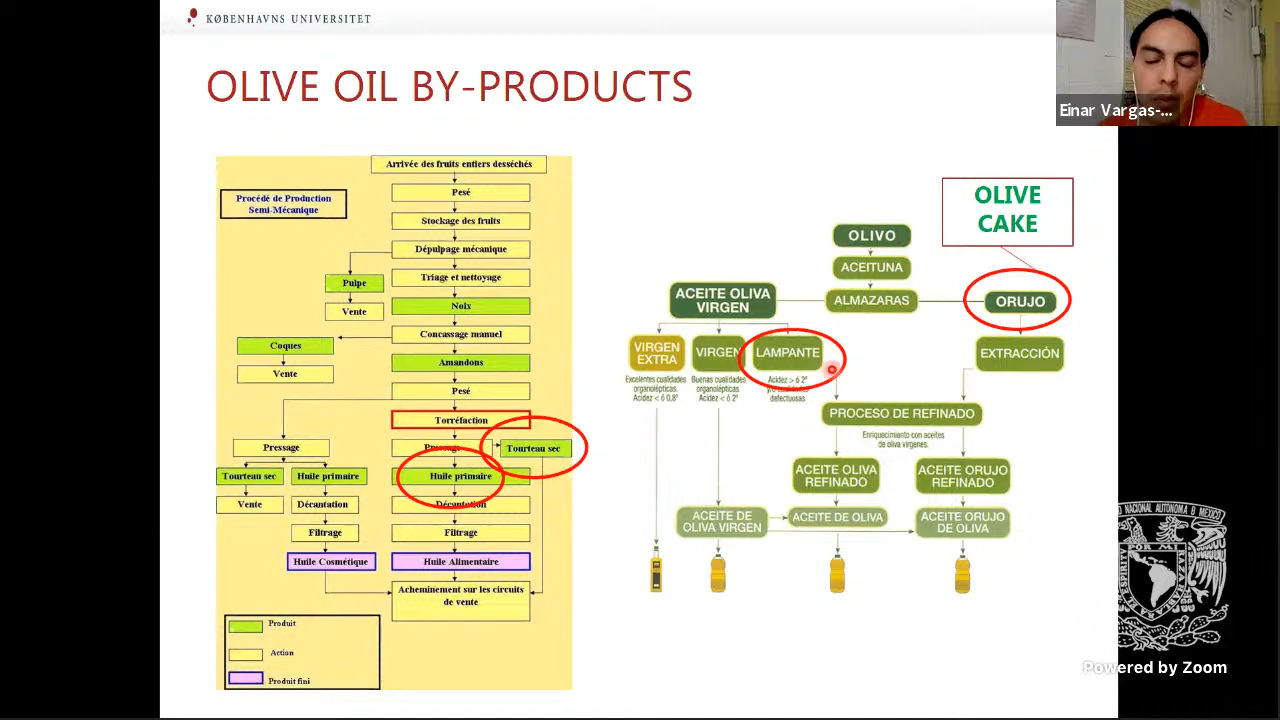 KØBENHAVNS UNIVERSITET
Einar Vargas-...
OLIVE OIL BY-PRODUCTS
Arrivée des fruits entiers desséchés
Procédé de Production
Semi-Mécanique
Pesé
Stockage des fruits
Dépulpage mécanique
Triage et nettoyage
Pulpe
Vente
Noix
Concassage manuel
Coques
Vente
Amandons
Pesé
Torréfaction
Pressage
Pressage
Tourteau sec
Tourteau sec
Huile primaire
Huile primaire
Vente
Décantation
Décantation
Filtrage
Filtrage
Huile Cosmétique
Huile Alimentaire
Acheminement sur les circuits
de vente
Produit
Action
Produit fini
OLIVE
CAKE
OLIVO
ACEITUNA
ALMAZARAS
ACEITE OLIVA
VIRGEN
ORUJO
VIRGEN
EXTRA
VIRGEN
LAMPANTE
EXTRACCIÓN
Excelentes cualidades
organolépticas.
Acidez < ó 0,8°
Buenas cualidades
organolépticas.
Acidez < ó 2°
Acidez > ó 2°
defectuosas
PROCESO DE REFINADO
Enriquecimiento con aceites
de oliva vírgenes.
ACEITE OLIVA
REFINADO
ACEITE ORUJO
REFINADO
ACEITE DE
OLIVA VIRGEN
ACEITE DE OLIVA
ACEITE ORUJO
DE OLIVA
Powered by Zoom